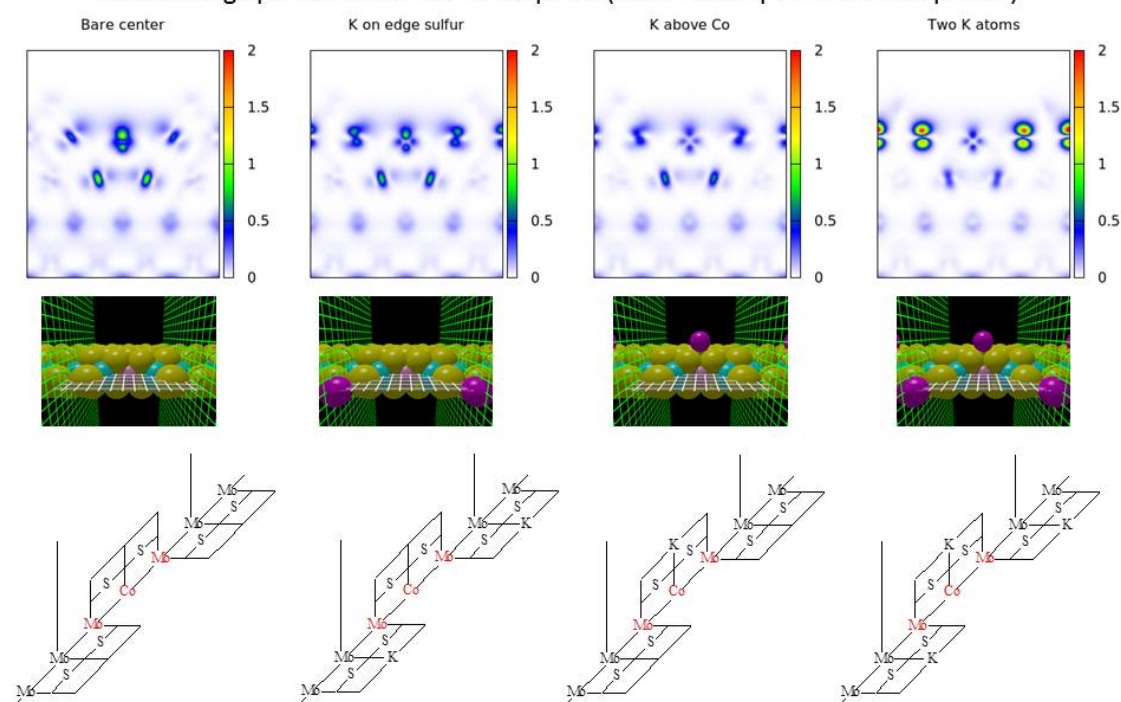 Bare center K on edge sulfur K above Co Two K atoms
2 2 2 2
1.5 1.5 1.5 1.5
1 1 1 1
0.5 0.5 0.5 0.5
0 0 0 0
Mo Mo Mo Mo
S S S S
Mo Mo K Mo Mo K
S S S S
S S K S K S
Mo Mo Mo Mo
S S S S
Co Co Co Co
Mo Mo Mo Mo
S S S S
Mo Mo K Mo Mo K
S S S S
Mo Mo Mo Mo